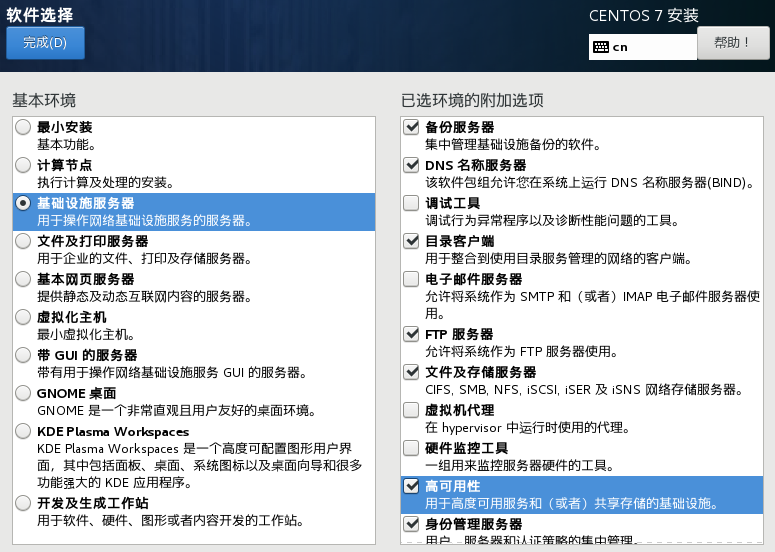 软件选择
CENTOS 7 安装
完成(D)
cn
帮助！
基本环境
最小安装
基本功能。
计算节点
执行计算及处理的安装。
基础设施服务器
用于操作网络基础设施服务的服务器。
文件及打印服务器
用于企业的文件、打印及存储服务器。
基本网页服务器
提供静态及动态互联网内容的服务器。
虚拟化主机
最小虚拟化主机。
带 GUI 的服务器
带有用于操作网络基础设施服务 GUI 的服务器。
GNOME 桌面
GNOME 是一个非常直观且用户友好的桌面环境。
KDE Plasma Workspaces
KDE Plasma Workspaces 是一个高度可配置图形用户界
面，其中包括面板、桌面、系统图标以及桌面向导和很多
功能强大的 KDE 应用程序。
开发及生成工作站
用于软件、硬件、图形或者内容开发的工作站。
已选环境的附加选项
备份服务器
集中管理基础设施备份的软件。
DNS 名称服务器
该软件包组允许您在系统上运行 DNS 名称服务器(BIND)。
调试工具
调试行为异常程序以及诊断性能问题的工具。
目录客户端
用于整合到使用目录服务管理的网络的客户端。
电子邮件服务器
允许将系统作为 SMTP 和（或者）IMAP 电子邮件服务器使
用。
FTP 服务器
允许将系统作为 FTP 服务器使用。
文件及存储服务器
CIFS, SMB, NFS, iSCSI, iSER 及 iSNS 网络存储服务器。
虚拟机代理
在 hypervisor 中运行时使用的代理。
硬件监控工具
一组用来监控服务器硬件的工具。
高可用性
用于高度可用服务和（或者）共享存储的基础设施。
身份管理服务器
用户、服务器和认证策略的集中管理。